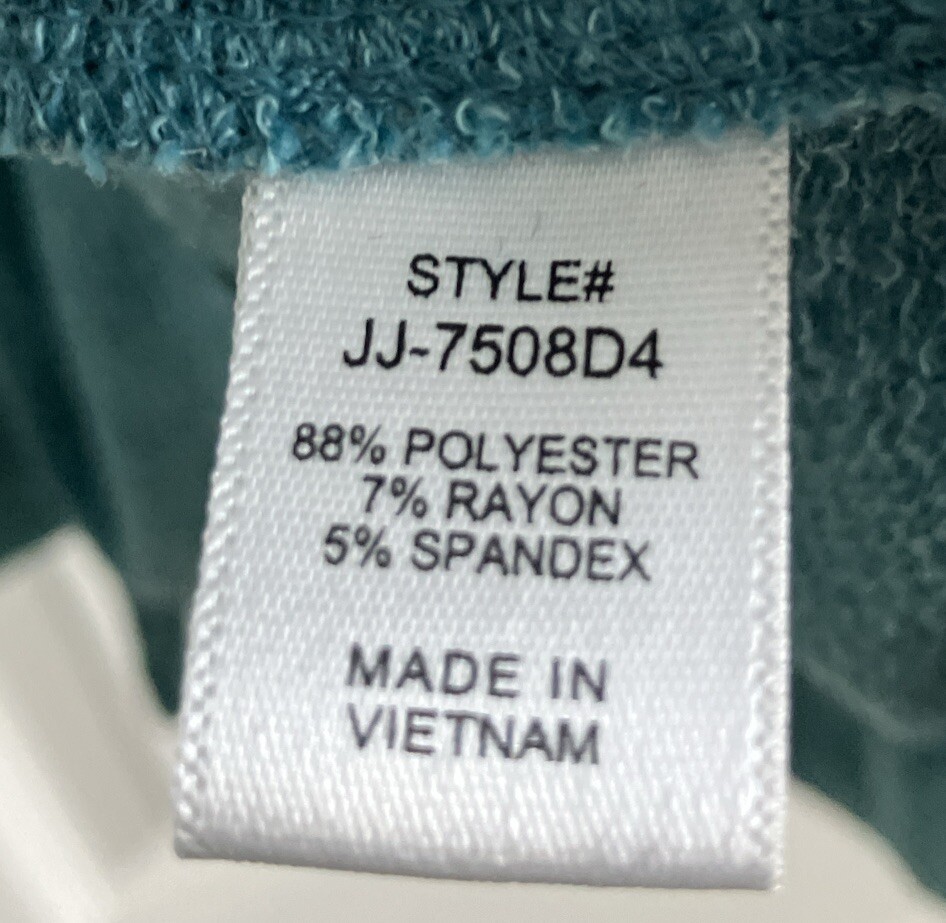 STYLE#
JJ-7508D4
88% POLYESTER
7% RAYON
5% SPANDEX
MADE IN
VIETNAM